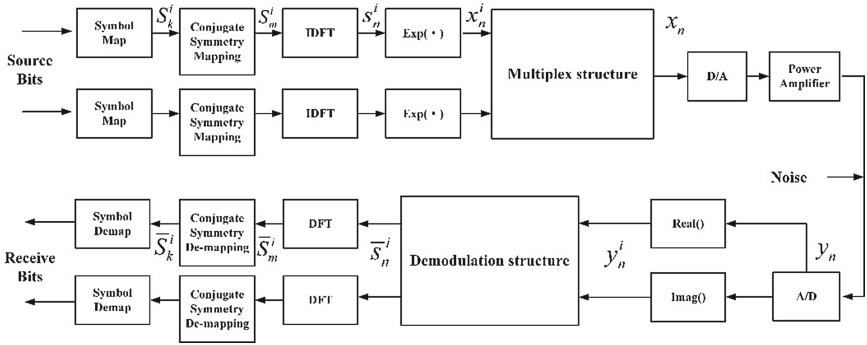 Source
Bits
Symbol
Map
S_k^i
Conjugate
Symmetry
Mapping
S_m^i
IDFT
s_n^i
Exp(·)
x_n^i
Multiplex structure
x_n
D/A
Power
Amplifier
Symbol
Map
Conjugate
Symmetry
Mapping
IDFT
Exp(·)
Noise
Receive
Bits
Symbol
Demap
S̅_k^i
Conjugate
Symmetry
De-mapping
S̅_m^i
DFT
s̅_n^i
Demodulation structure
y_n^i
Real()
y_n
Symbol
Demap
Conjugate
Symmetry
De-mapping
DFT
Imag()
A/D